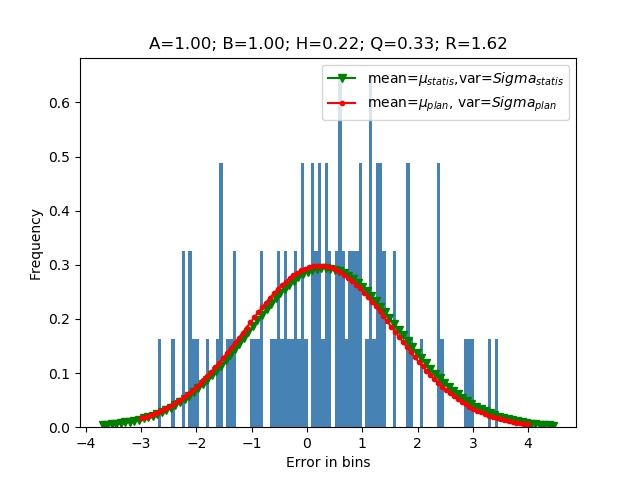 A=1.00; B=1.00; H=0.22; Q=0.33; R=1.62
mean=μstatis,var=Sigmastatis
mean=μplan, var=Sigmaplan
0.6
0.5
0.4
0.3
0.2
0.1
0.0
Frequency
−4 −3 −2 −1 0 1 2 3 4
Error in bins